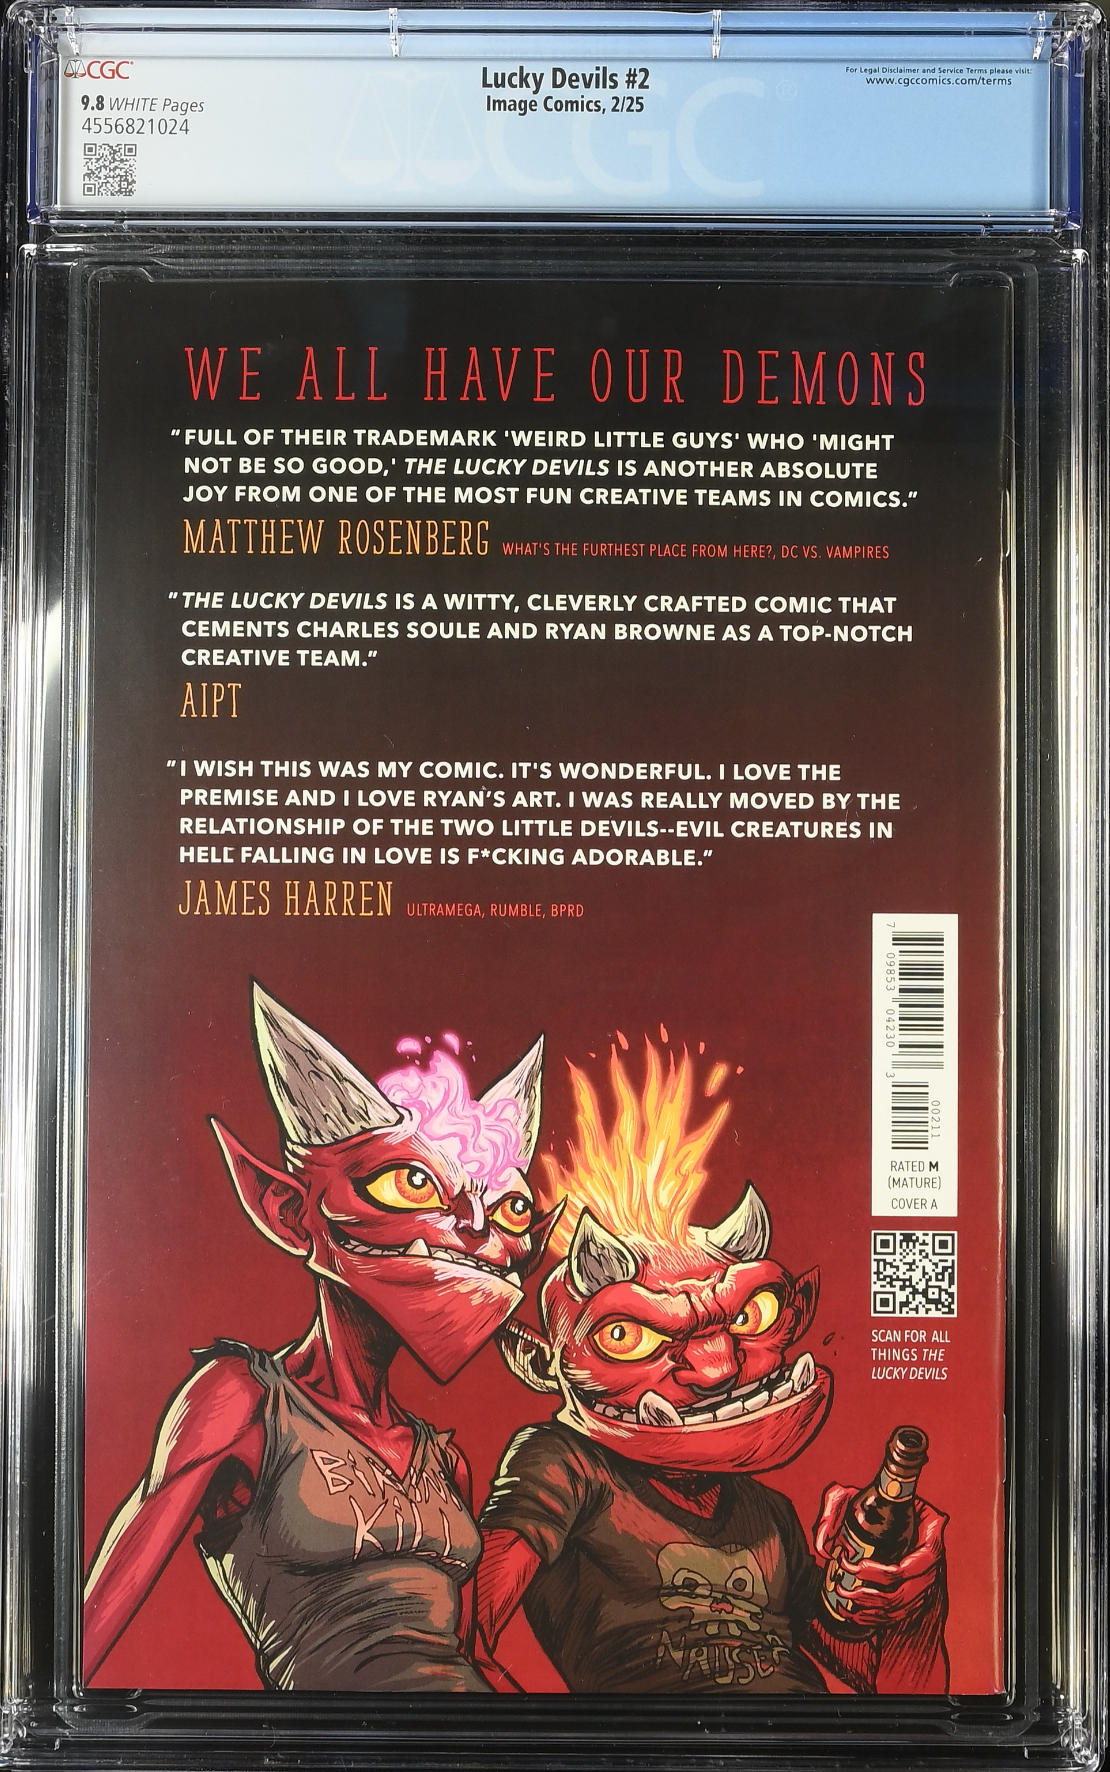 CGC
9.8 WHITE Pages
4556821024
Lucky Devils #2
Image Comics, 2/25
For Legal Disclaimer and Service Terms please visit:
www.cgccomics.com/terms
CGC
WE ALL HAVE OUR DEMONS
"FULL OF THEIR TRADEMARK 'WEIRD LITTLE GUYS' WHO 'MIGHT
NOT BE SO GOOD,' THE LUCKY DEVILS IS ANOTHER ABSOLUTE
JOY FROM ONE OF THE MOST FUN CREATIVE TEAMS IN COMICS."
MATTHEW ROSENBERG WHAT'S THE FURTHEST PLACE FROM HERE?, DC VS. VAMPIRES
"THE LUCKY DEVILS IS A WITTY, CLEVERLY CRAFTED COMIC THAT
CEMENTS CHARLES SOULE AND RYAN BROWNE AS A TOP-NOTCH
CREATIVE TEAM."
AIPT
"I WISH THIS WAS MY COMIC. IT'S WONDERFUL. I LOVE THE
PREMISE AND I LOVE RYAN'S ART. I WAS REALLY MOVED BY THE
RELATIONSHIP OF THE TWO LITTLE DEVILS--EVIL CREATURES IN
HELL FALLING IN LOVE IS F*CKING ADORABLE."
JAMES HARREN ULTRAMEGA, RUMBLE, BPRD
7 09853 04230 3
00211
RATED M
(MATURE)
COVER A
SCAN FOR ALL
THINGS THE
LUCKY DEVILS
KILL